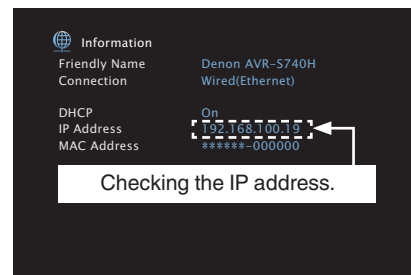 Information
Friendly Name Denon AVR-S740H
Connection Wired(Ethernet)
DHCP On
IP Address 192.168.100.19
MAC Address ******-000000
Checking the IP address.